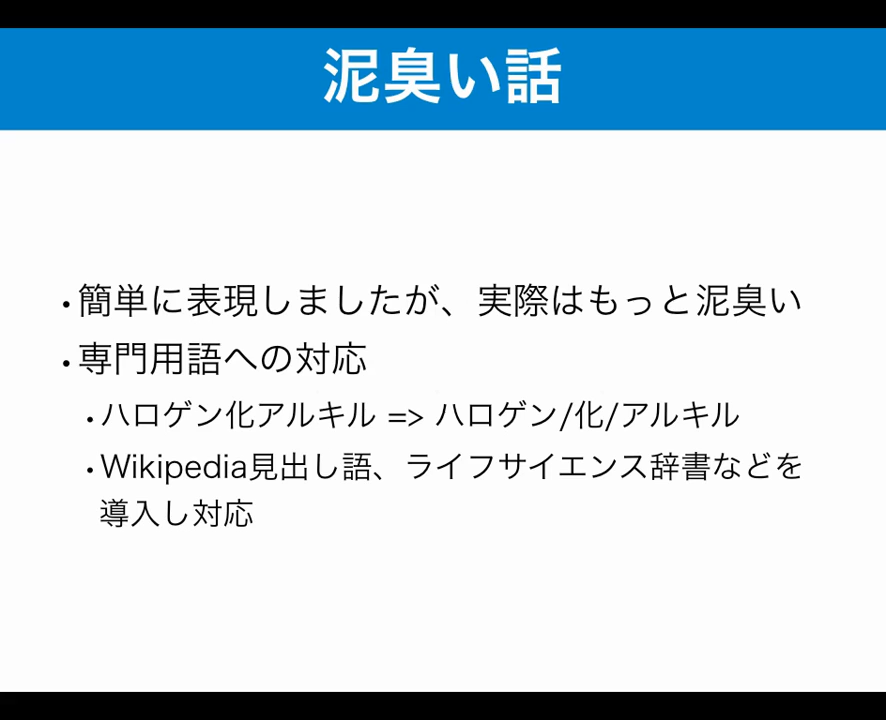 泥臭い話
・簡単に表現しましたが、実際はもっと泥臭い
・専門用語への対応
・ハロゲン化アルキル => ハロゲン/化/アルキル
・Wikipedia見出し語、ライフサイエンス辞書などを
導入し対応